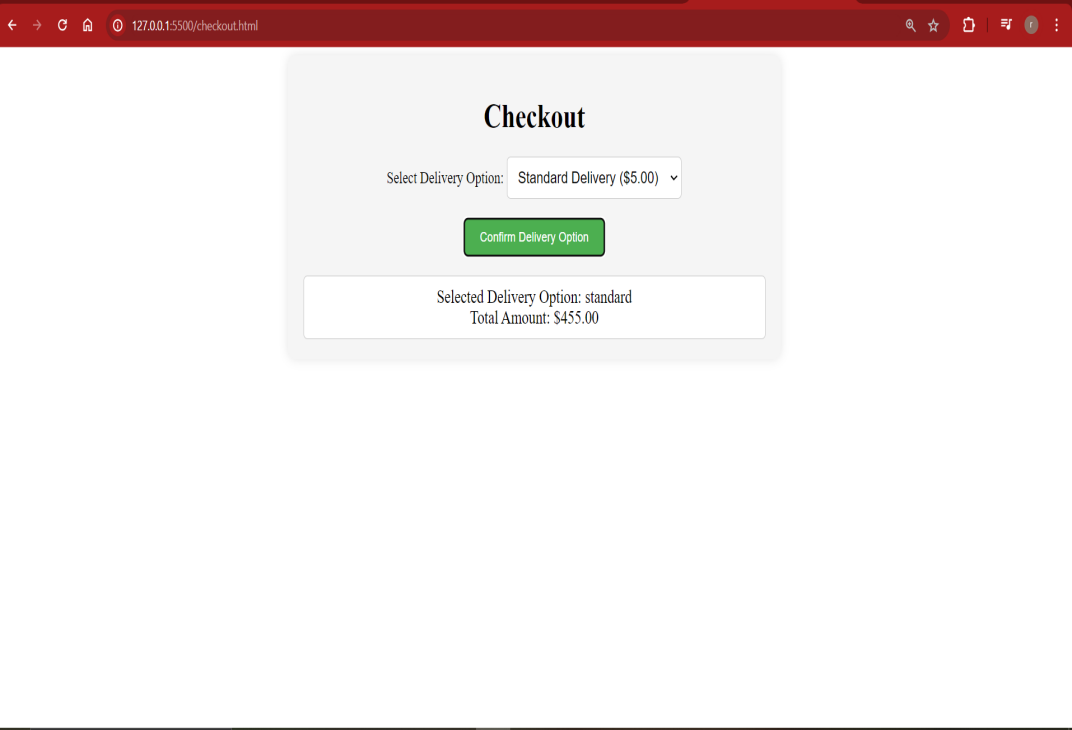 127.0.0.1:5500/checkout.html
r
Checkout
Select Delivery Option: Standard Delivery ($5.00)
Confirm Delivery Option
Selected Delivery Option: standard
Total Amount: $455.00